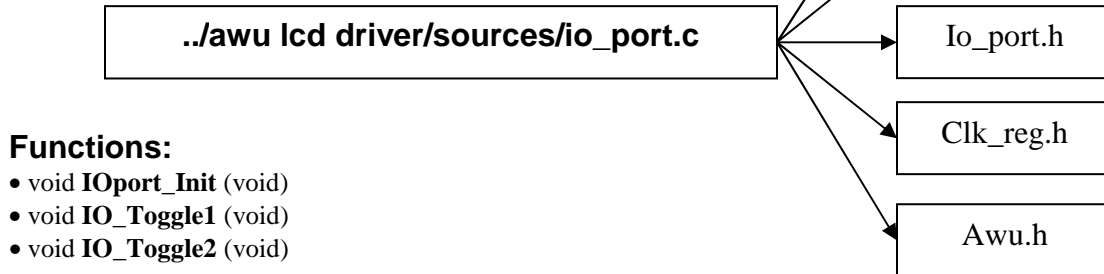 ../awu lcd driver/sources/io_port.c
Io_port.h
Clk_reg.h
Functions:
• void IOport_Init (void)
• void IO_Toggle1 (void)
• void IO_Toggle2 (void)
Awu.h